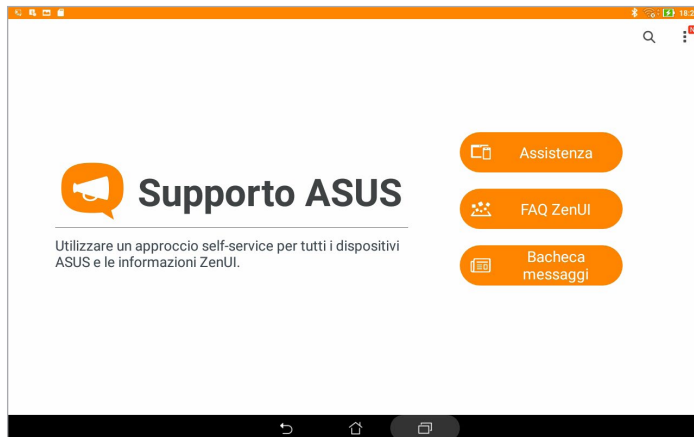 Supporto ASUS
Utilizzare un approccio self-service per tutti i dispositivi
ASUS e le informazioni ZenUI.
Assistenza
FAQ ZenUI
Bacheca
messaggi